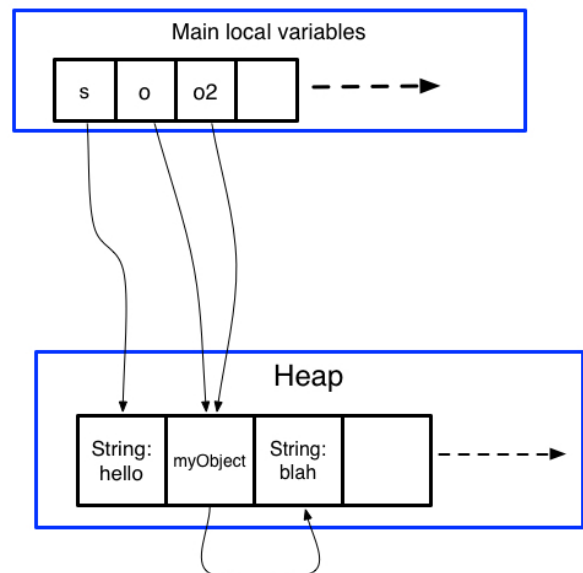 Main local variables
s
o
o2
Heap
String:
hello
myObject
String:
blah